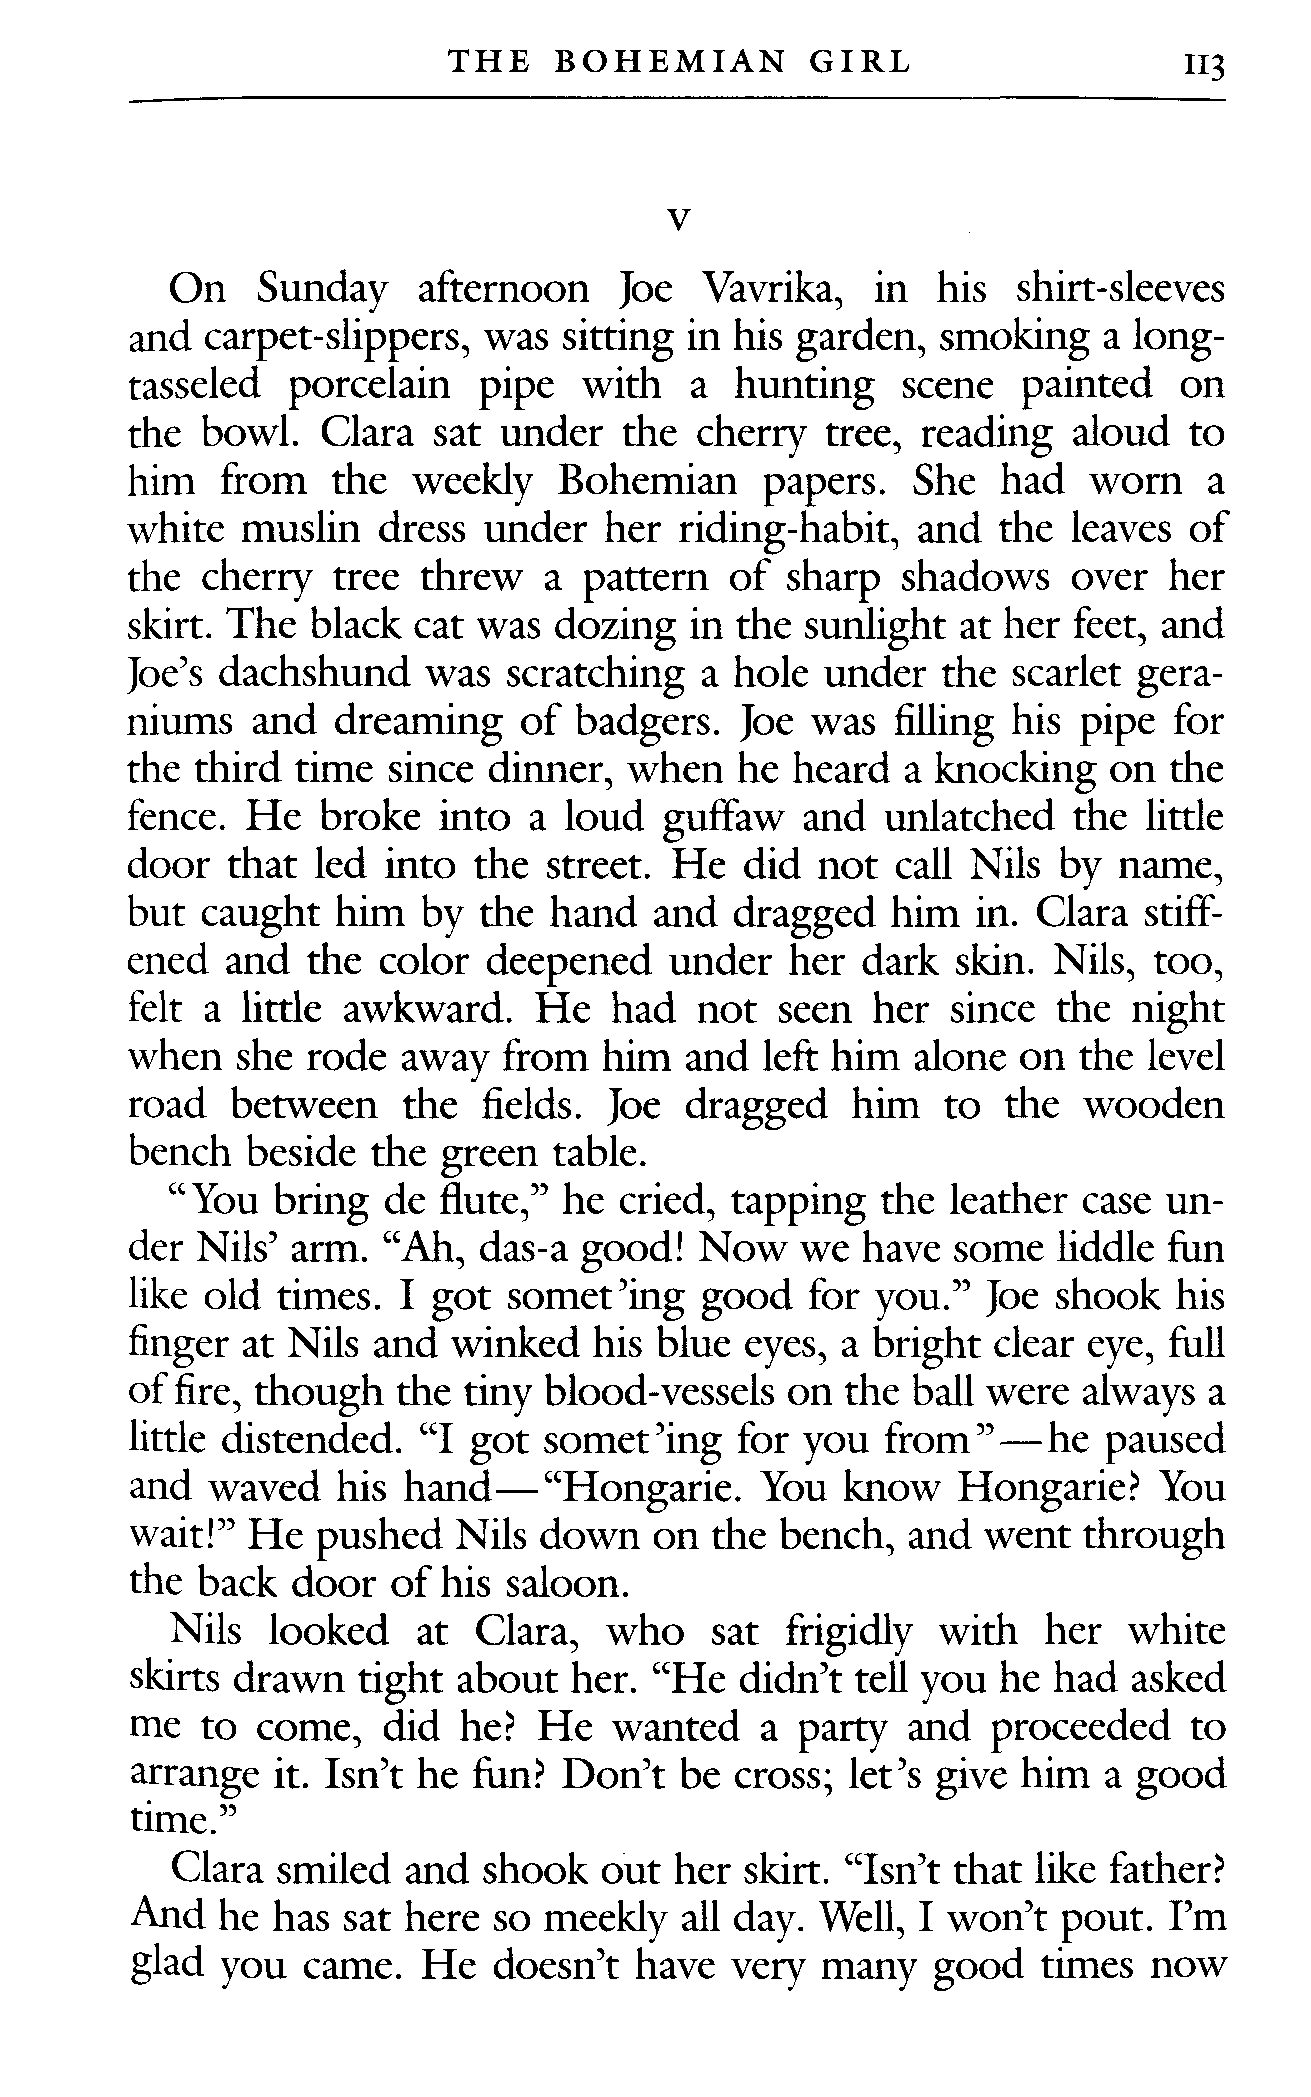 THE BOHEMIAN GIRL 113
V
On Sunday afternoon Joe Vavrika, in his shirt-sleeves
and carpet-slippers, was sitting in his garden, smoking a long-
tasseled porcelain pipe with a hunting scene painted on
the bowl. Clara sat under the cherry tree, reading aloud to
him from the weekly Bohemian papers. She had worn a
white muslin dress under her riding-habit, and the leaves of
the cherry tree threw a pattern of sharp shadows over her
skirt. The black cat was dozing in the sunlight at her feet, and
Joe’s dachshund was scratching a hole under the scarlet gera-
niums and dreaming of badgers. Joe was filling his pipe for
the third time since dinner, when he heard a knocking on the
fence. He broke into a loud guffaw and unlatched the little
door that led into the street. He did not call Nils by name,
but caught him by the hand and dragged him in. Clara stiff-
ened and the color deepened under her dark skin. Nils, too,
felt a little awkward. He had not seen her since the night
when she rode away from him and left him alone on the level
road between the fields. Joe dragged him to the wooden
bench beside the green table.
“You bring de flute,” he cried, tapping the leather case un-
der Nils’ arm. “Ah, das-a good! Now we have some liddle fun
like old times. I got somet’ing good for you.” Joe shook his
finger at Nils and winked his blue eyes, a bright clear eye, full
of fire, though the tiny blood-vessels on the ball were always a
little distended. “I got somet’ing for you from”—he paused
and waved his hand—“Hongarie. You know Hongarie? You
wait!” He pushed Nils down on the bench, and went through
the back door of his saloon.
Nils looked at Clara, who sat frigidly with her white
skirts drawn tight about her. “He didn’t tell you he had asked
me to come, did he? He wanted a party and proceeded to
arrange it. Isn’t he fun? Don’t be cross; let’s give him a good
time.”
Clara smiled and shook out her skirt. “Isn’t that like father?
And he has sat here so meekly all day. Well, I won’t pout. I’m
glad you came. He doesn’t have very many good times now